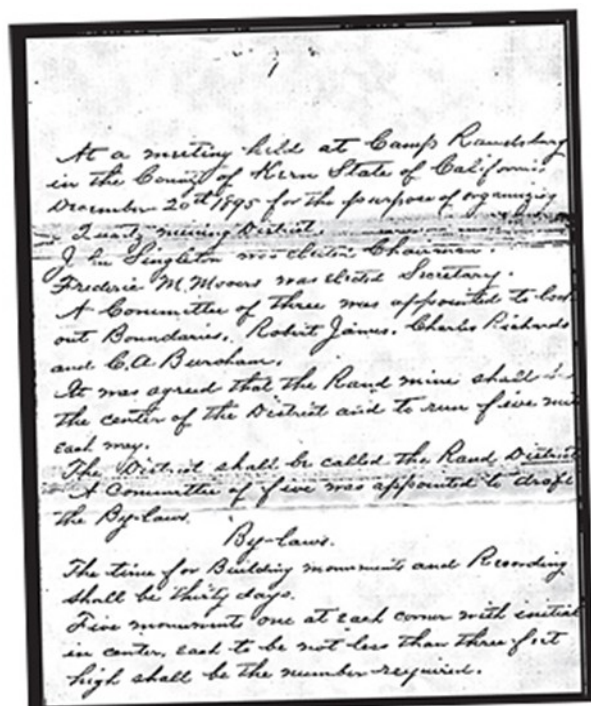 1
At a meeting held at Camp Randsburg
in the County of Kern State of California
December 20th 1895 for the purpose of organizing
mining District.
J Singleton was elected Chairman.
Frederic M. Mooers was elected Secretary.
A Committee of three was appointed to look
out Boundaries. Robert James. Charles Richards
and C. A. Burcham.
It was agreed that the Rand mine shall
the center of the District and to run five
each way.
The District shall be called the Rand District
A Committee of five was appointed to draft
the By-laws.
By-laws.
The time for Building monuments and Recording
shall be thirty days.
Five monuments one at each corner with initial
in center, each to be not less than three feet
high shall be the number required.